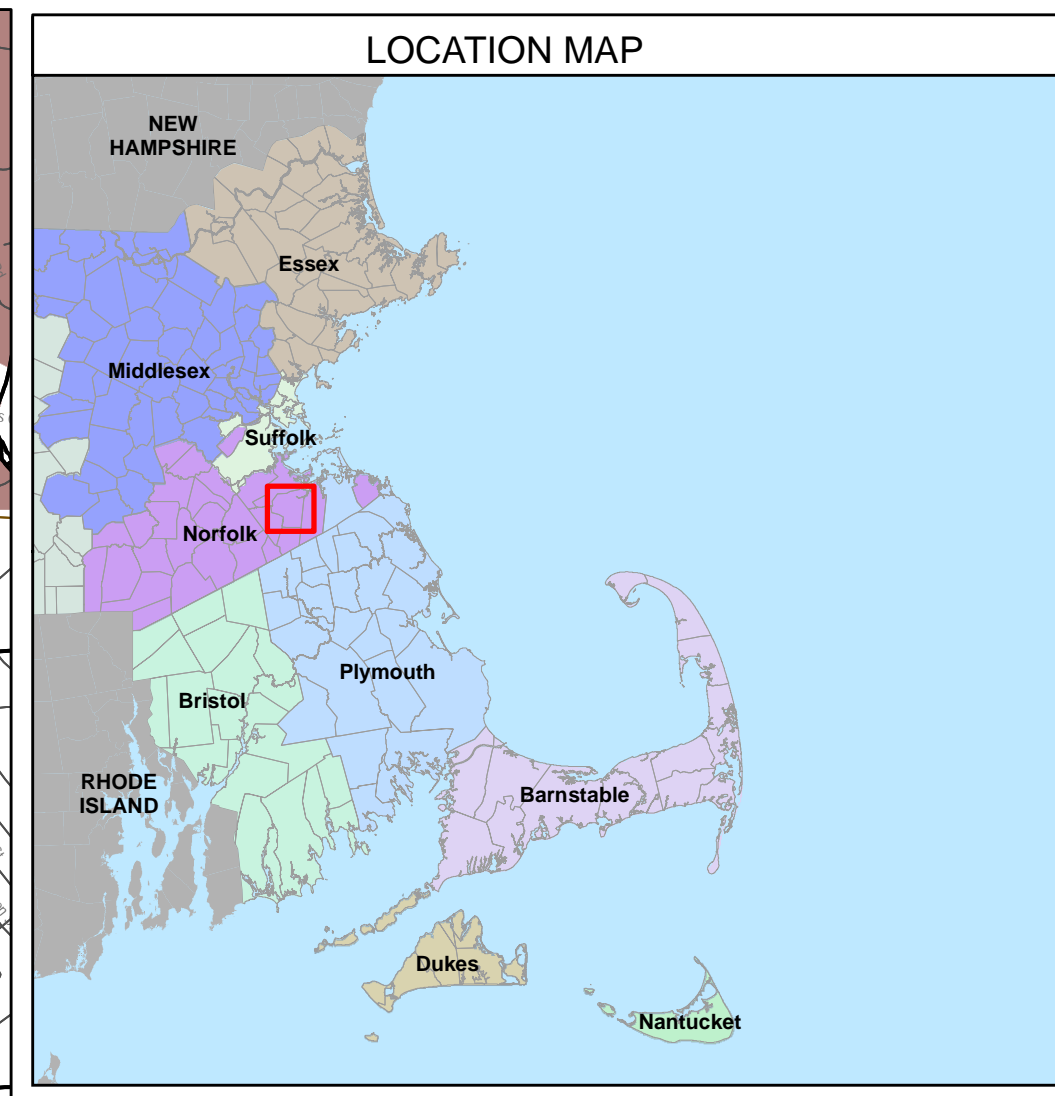 LOCATION MAP
NEW
HAMPSHIRE
Essex
Middlesex
Suffolk
Norfolk
Plymouth
Bristol
RHODE
ISLAND
Barnstable
Dukes
Nantucket